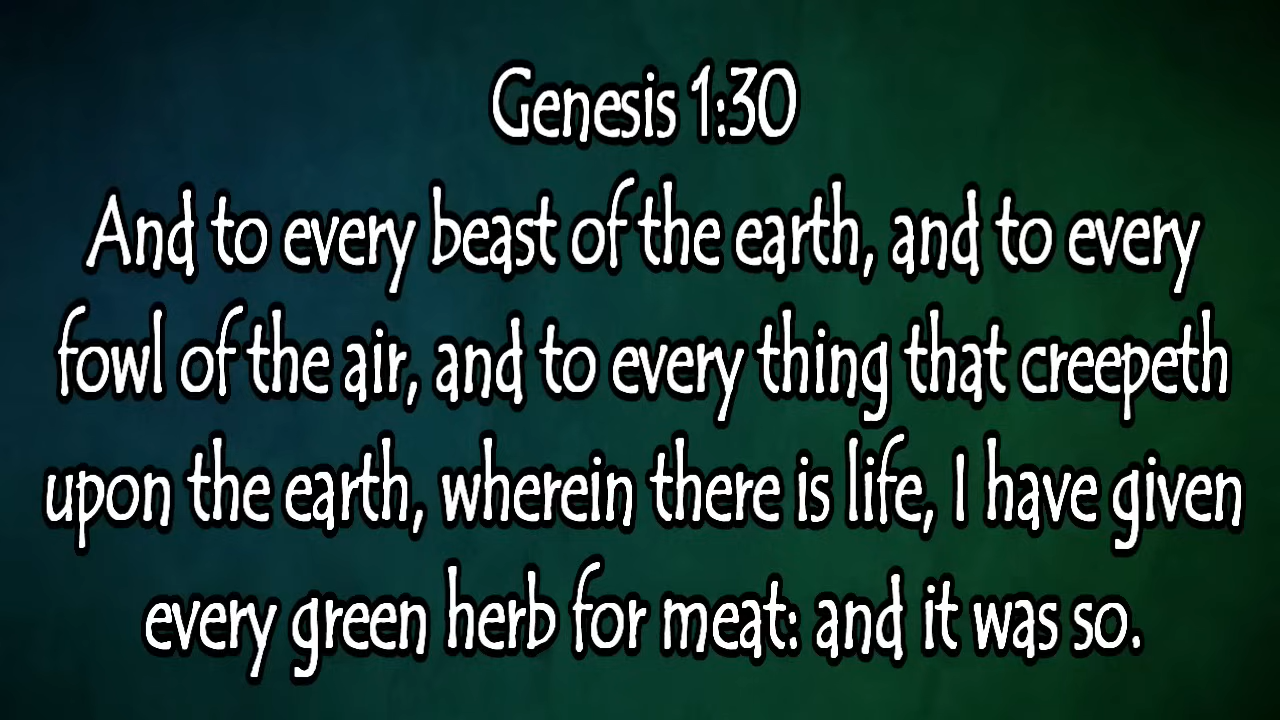 Genesis 1:30
And to every beast of the earth, and to every
fowl of the air, and to every thing that creepeth
upon the earth, wherein there is life, I have given
every green herb for meat: and it was so.